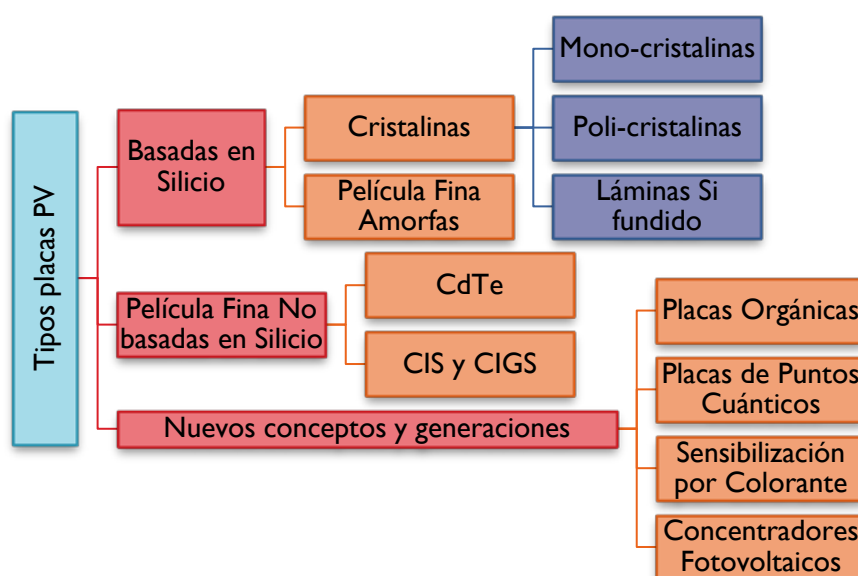 Tipos placas PV
Basadas en
Silicio
Cristalinas
Mono-cristalinas
Poli-cristalinas
Láminas Si
fundido
Película Fina
Amorfas
Película Fina No
basadas en Silicio
CdTe
CIS y CIGS
Nuevos conceptos y generaciones
Placas Orgánicas
Placas de Puntos
Cuánticos
Sensibilización
por Colorante
Concentradores
Fotovoltaicos